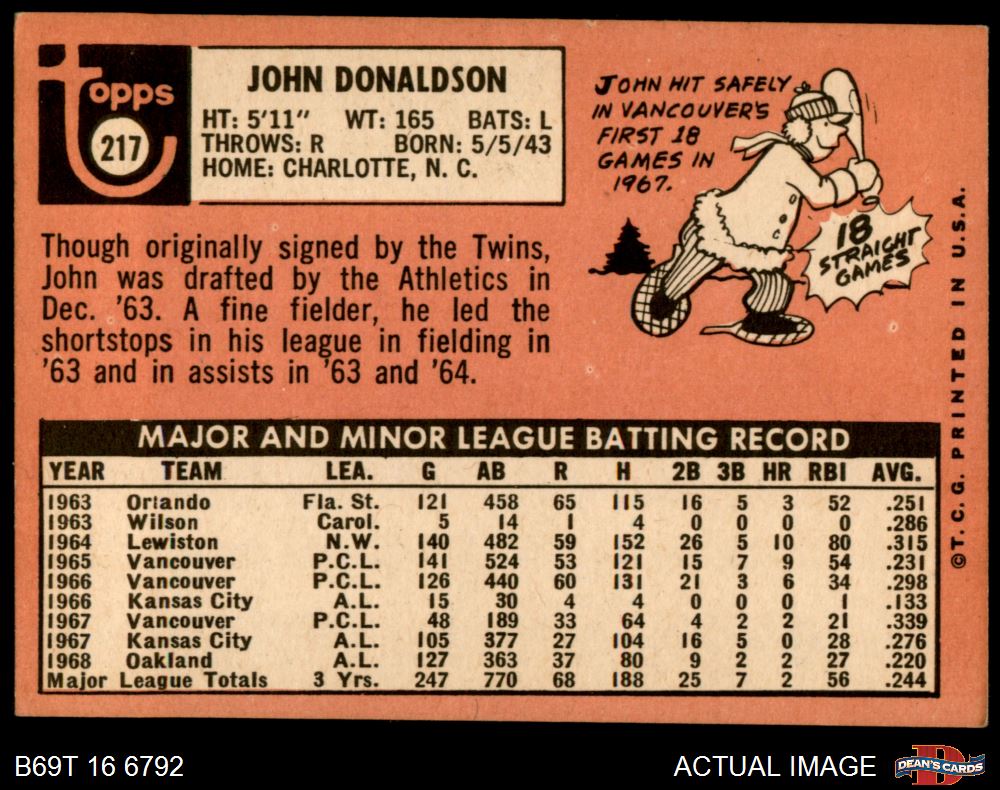 topps
217
JOHN DONALDSON
HT: 5'11" WT: 165 BATS: L
THROWS: R BORN: 5/5/43
HOME: CHARLOTTE, N. C.
JOHN HIT SAFELY
IN VANCOUVER'S
FIRST 18
GAMES IN
1967.
18
STRAIGHT
GAMES
Though originally signed by the Twins,
John was drafted by the Athletics in
Dec. '63. A fine fielder, he led the
shortstops in his league in fielding in
'63 and in assists in '63 and '64.
MAJOR AND MINOR LEAGUE BATTING RECORD
YEAR TEAM LEA. G AB R H 2B 3B HR RBI AVG.
1963 Orlando Fla. St. 121 458 65 115 16 5 3 52 .251
1963 Wilson Carol. 5 14 1 4 0 0 0 0 .286
1964 Lewiston N.W. 140 482 59 152 26 5 10 80 .315
1965 Vancouver P.C.L. 141 524 53 121 15 7 9 54 .231
1966 Vancouver P.C.L. 126 440 60 131 21 3 6 34 .298
1966 Kansas City A.L. 15 30 4 4 0 0 0 1 .133
1967 Vancouver P.C.L. 48 189 33 64 4 2 2 21 .339
1967 Kansas City A.L. 105 377 27 104 16 5 0 28 .276
1968 Oakland A.L. 127 363 37 80 9 2 2 27 .220
Major League Totals 3 Yrs. 247 770 68 188 25 7 2 56 .244
©T. C. G. PRINTED IN U.S.A.
B69T 16 6792
ACTUAL IMAGE
D
DEAN'S CARDS